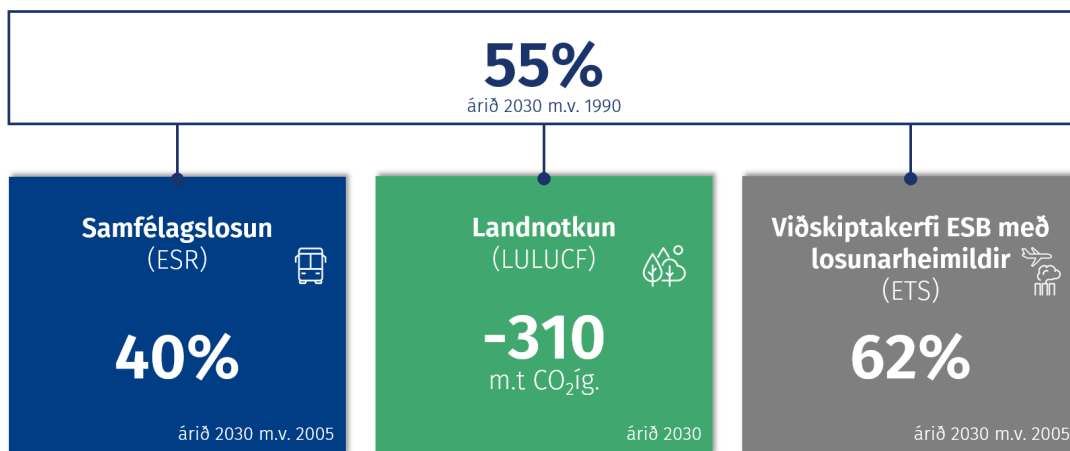 55%
árið 2030 m.v. 1990
Samfélagslosun
(ESR)
40%
árið 2030 m.v. 2005
Landnotkun
(LULUCF)
-310
m.t CO₂íg.
árið 2030
Viðskiptakerfi ESB með
losunarheimildir
(ETS)
62%
árið 2030 m.v. 2005